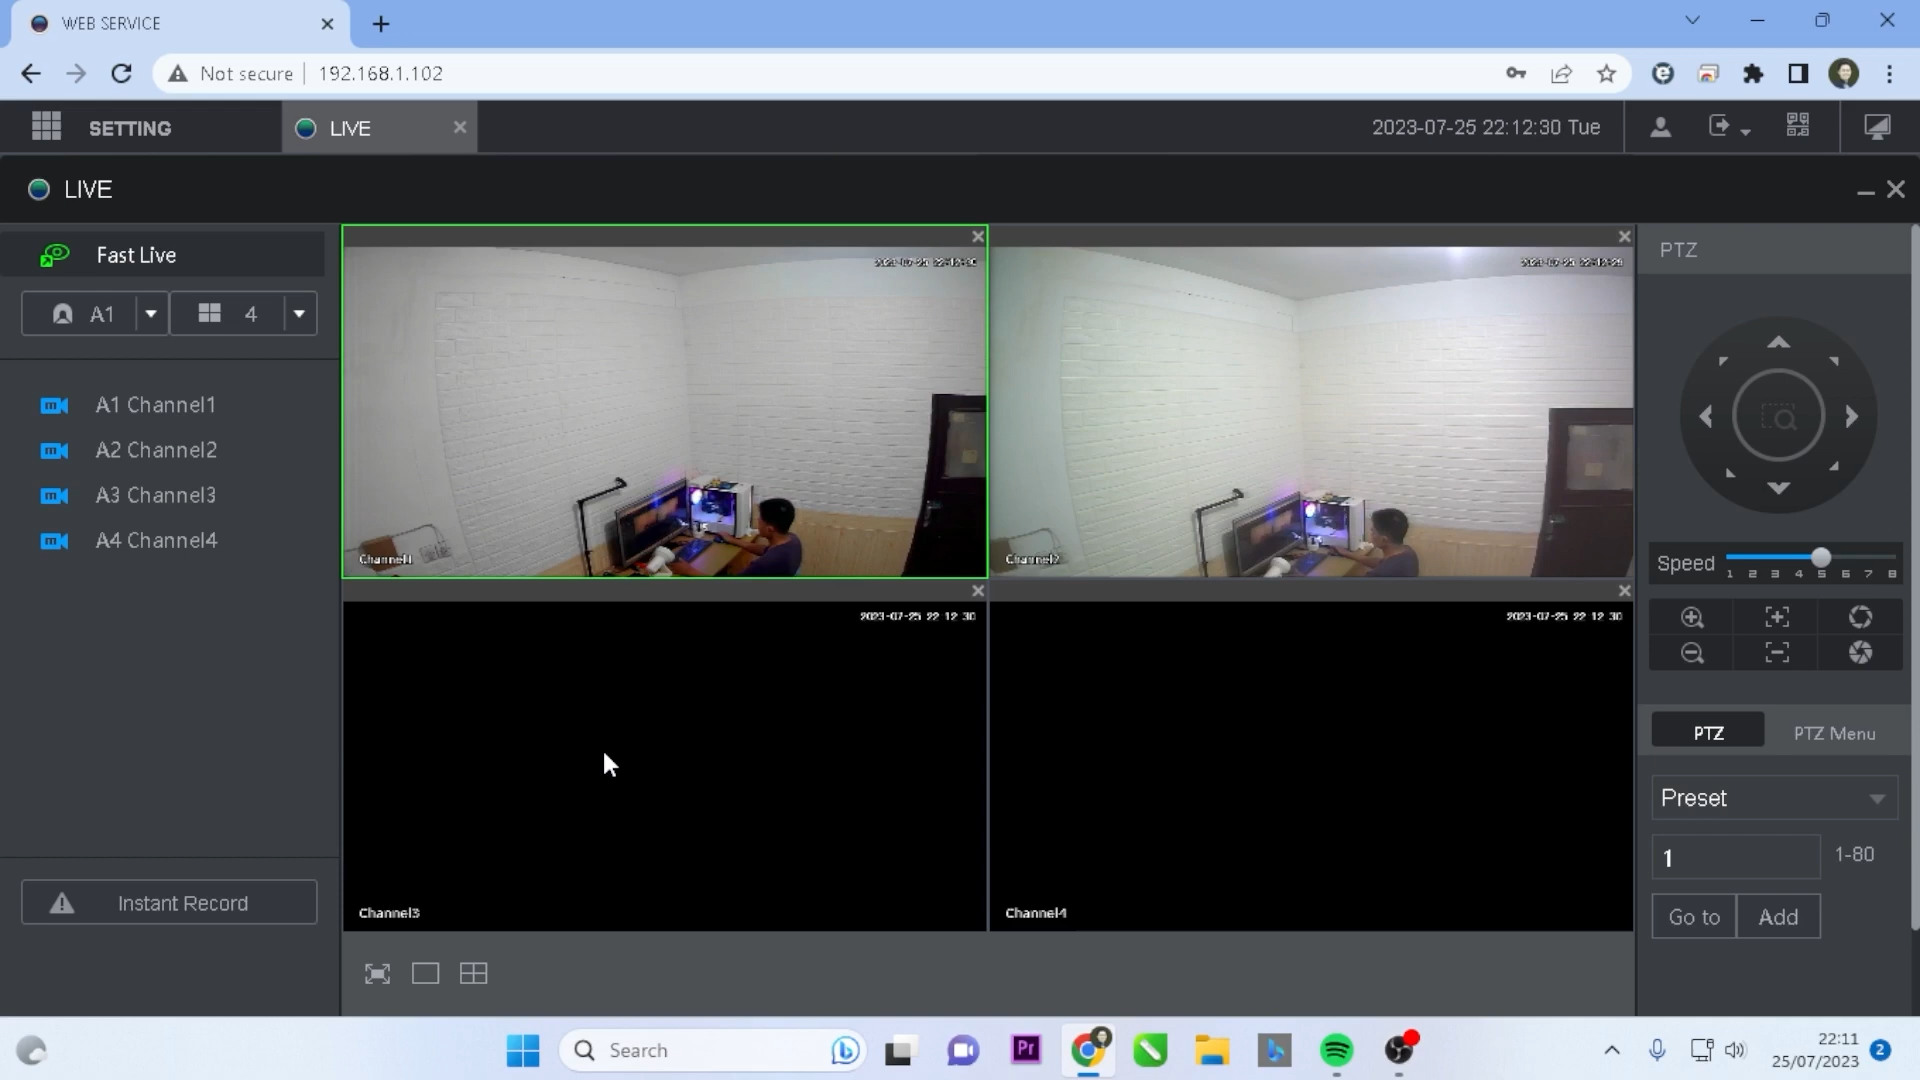 WEB SERVICE
Not secure
192.168.1.102
SETTING
LIVE
2023-07-25 22:12:30 Tue
LIVE
Fast Live
A1
4
A1 Channel1
A2 Channel2
A3 Channel3
A4 Channel4
Instant Record
Channel1
Channel2
2023-07-25 22 12 30
Channel3
2023-07-25 22 12 30
Channel4
PTZ
Speed
1 2 3 4 5 6 7 8
PTZ
PTZ Menu
Preset
1
1-80
Go to
Add
Search
Pr
22:11
25/07/2023
2